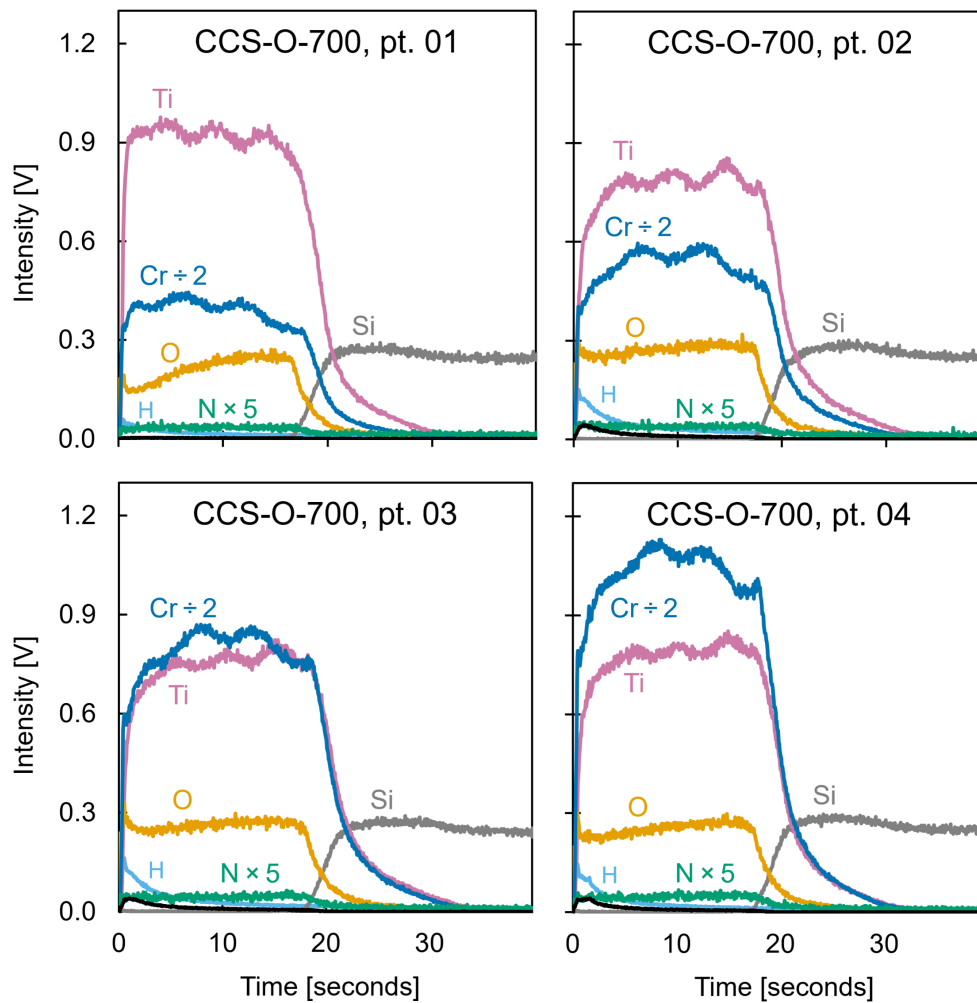 CCS-O-700, pt. 01
CCS-O-700, pt. 02
1.2
0.9
0.6
0.3
0.0
Intensity [V]
Ti
Cr ÷ 2
O
H
N × 5
Si
Ti
Cr ÷ 2
O
H
N × 5
Si
CCS-O-700, pt. 03
CCS-O-700, pt. 04
1.2
0.9
0.6
0.3
0.0
Intensity [V]
Cr ÷ 2
Ti
O
H
N × 5
Si
Cr ÷ 2
Ti
O
H
N × 5
Si
0 10 20 30
0 10 20 30
Time [seconds]
Time [seconds]